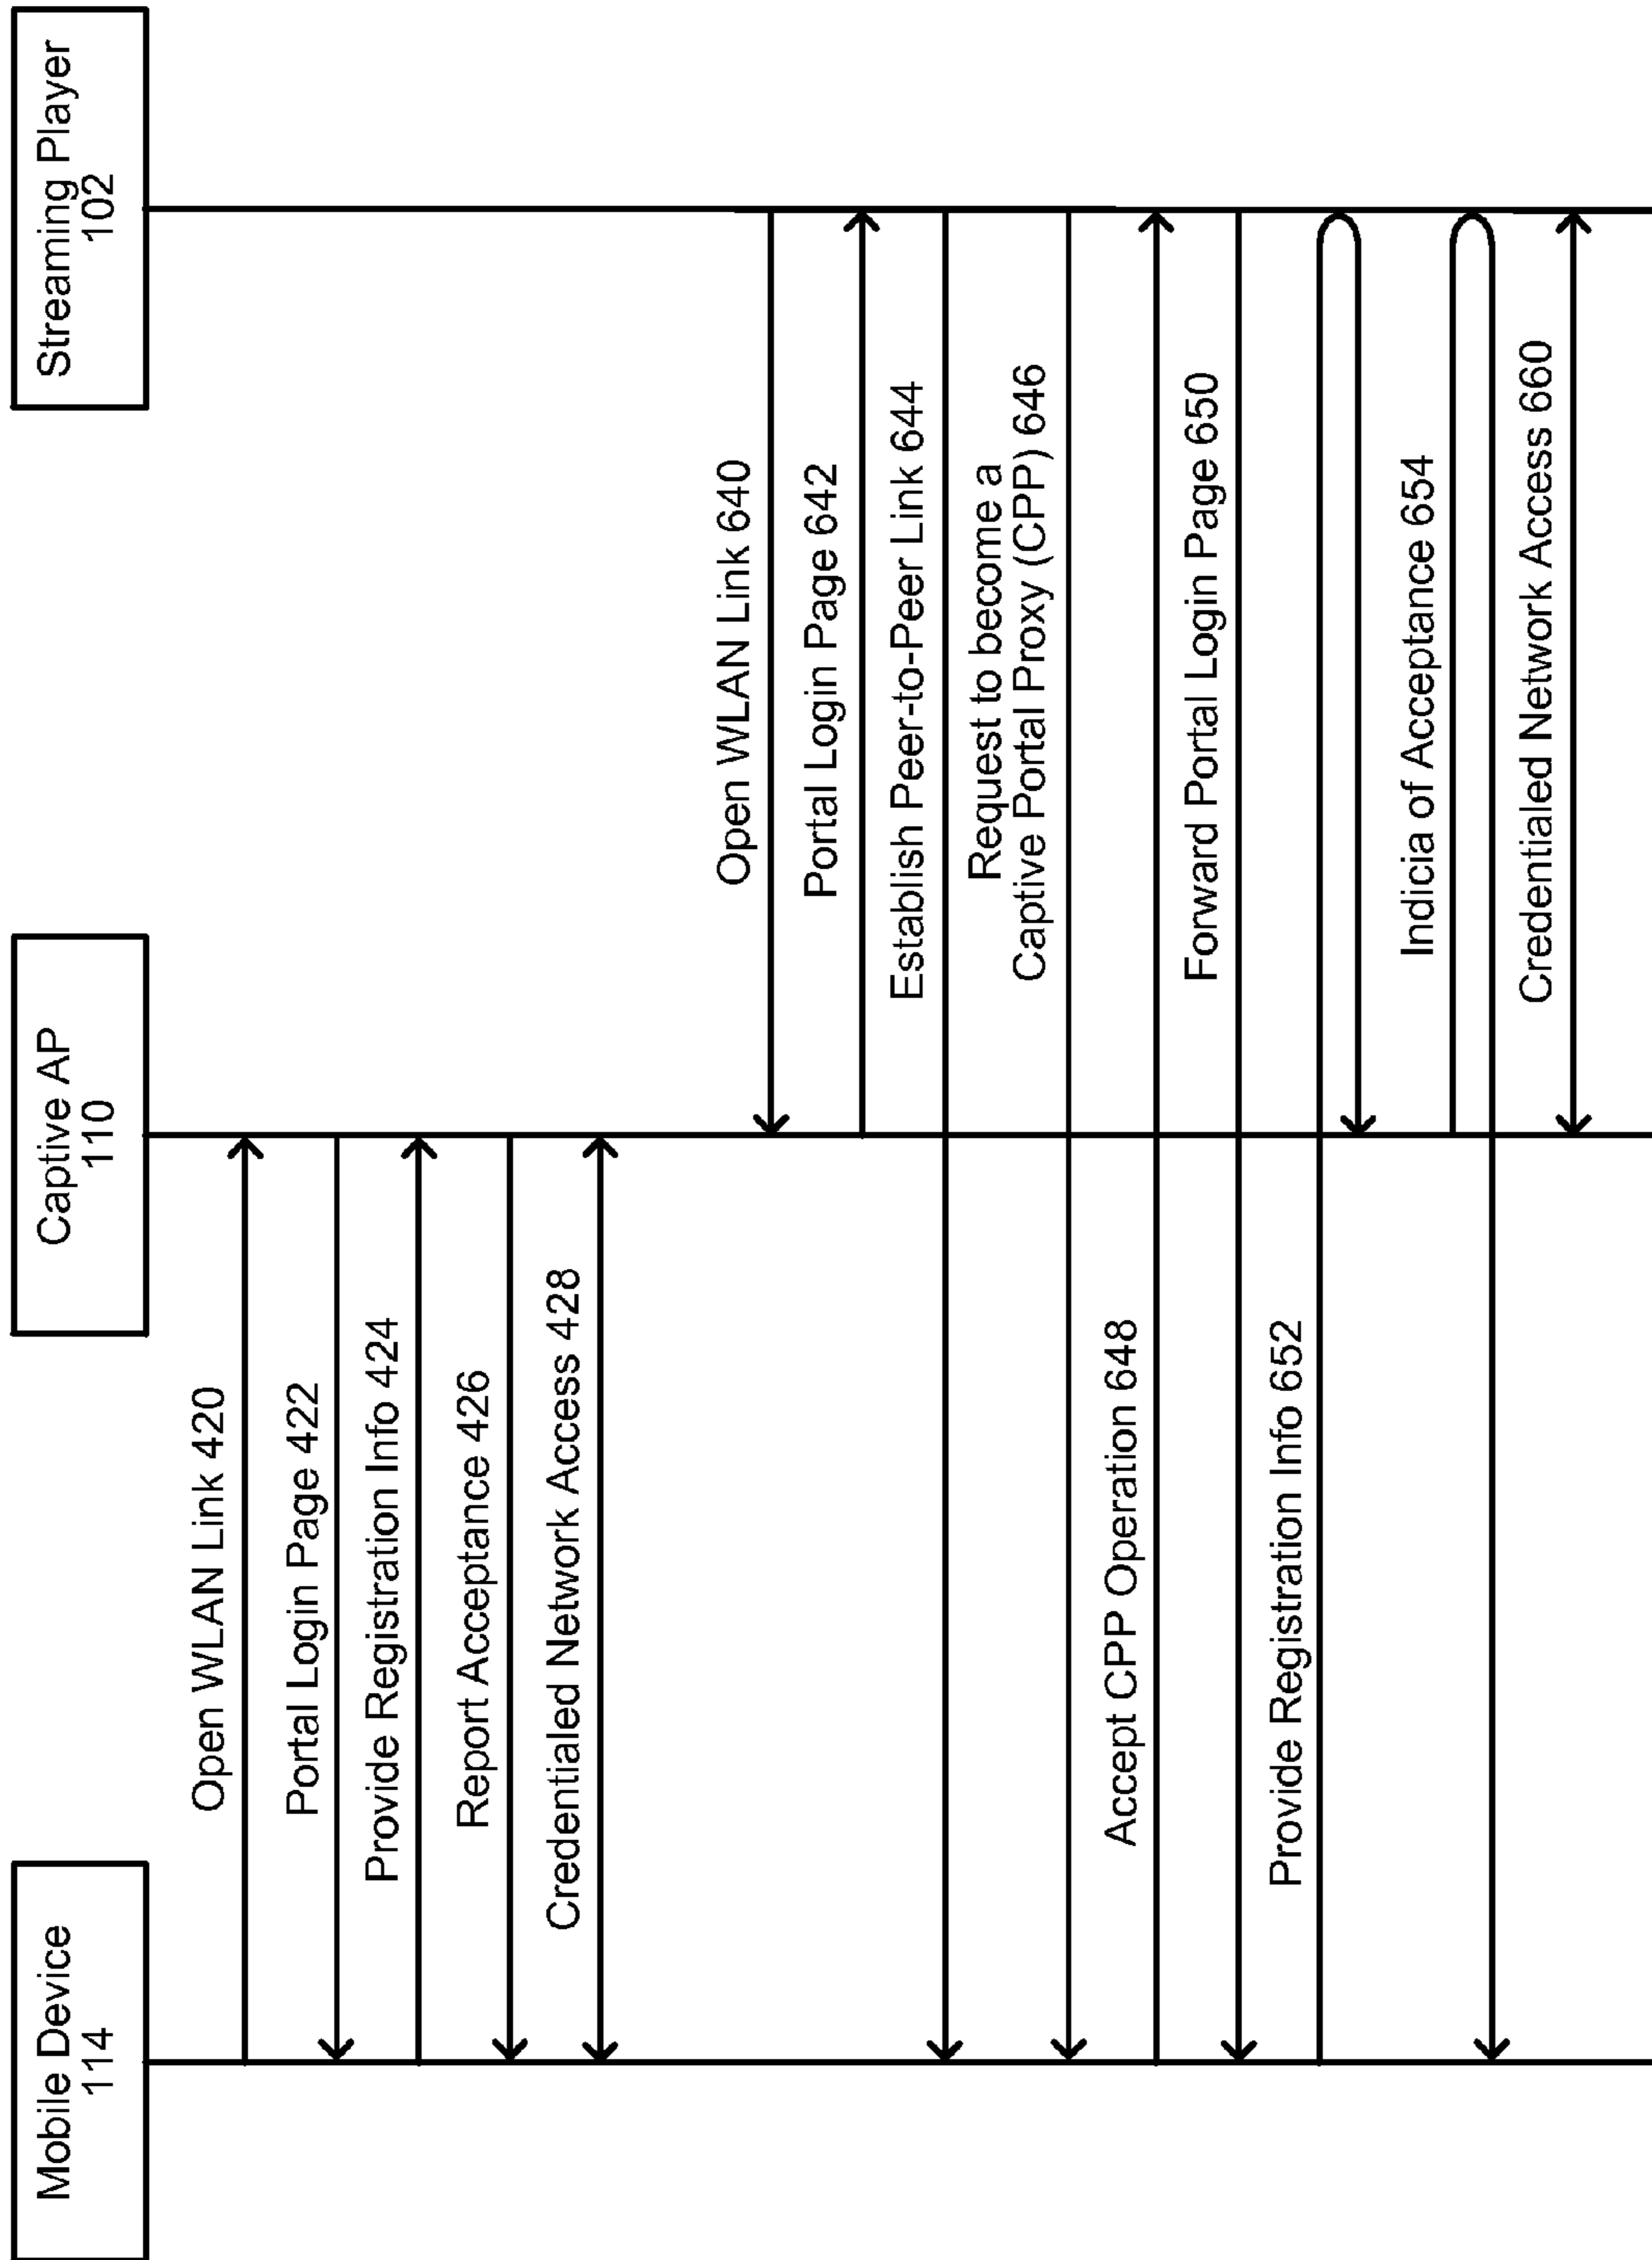 Mobile Device
114
Captive AP
110
Streaming Player
102
Open WLAN Link 420
Portal Login Page 422
Provide Registration Info 424
Report Acceptance 426
Credentialed Network Access 428
Open WLAN Link 640
Portal Login Page 642
Establish Peer-to-Peer Link 644
Request to become a
Captive Portal Proxy (CPP) 646
Accept CPP Operation 648
Forward Portal Login Page 650
Provide Registration Info 652
Indicia of Acceptance 654
Credentialed Network Access 660